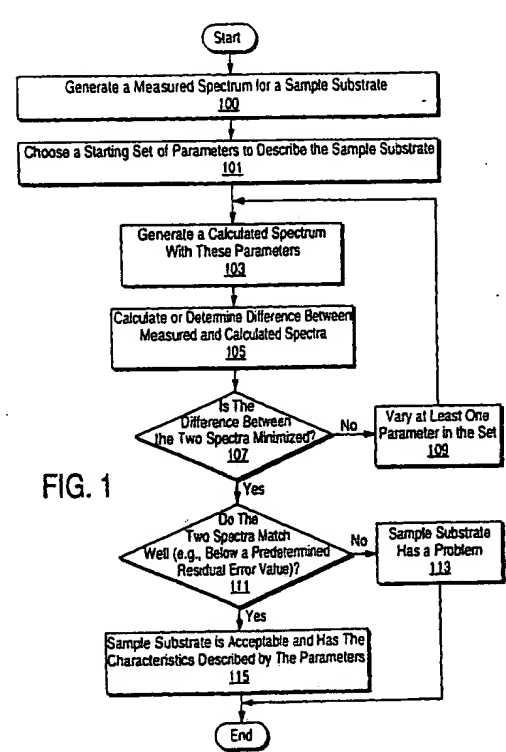 Start
Generate a Measured Spectrum for a Sample Substrate
100
Choose a Starting Set of Parameters to Describe the Sample Substrate
101
Generate a Calculated Spectrum
With These Parameters
103
Calculate or Determine Difference Between
Measured and Calculated Spectra
105
Is The
Difference Between
the Two Spectra Minimized?
107
No
Vary at Least One
Parameter in the Set
109
FIG. 1
Yes
Do The
Two Spectra Match
Well (e.g., Below a Predetermined
Residual Error Value)?
111
No
Sample Substrate
Has a Problem
113
Yes
Sample Substrate is Acceptable and Has The
Characteristics Described by The Parameters
115
End